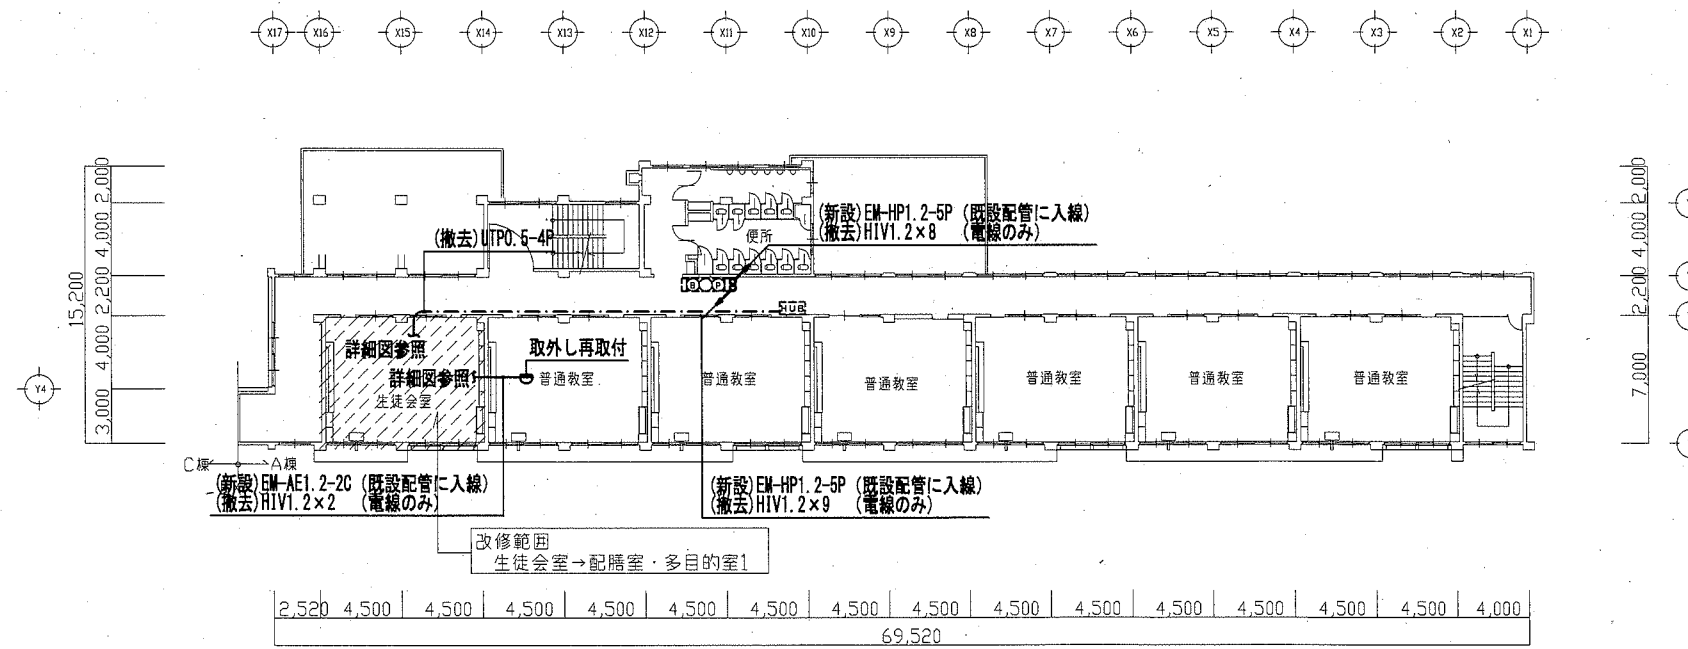 X17 X16 X15 X14 X13 X12 X11 X10 X9 X8 X7 X6 X5 X4 X3 X2 X1
2,000
4,000
2,200
4,000
3,000
15,200
Y4
2,000
4,000
2,200
7,000
(新設)EM-HP1.2-5P (既設配管に入線)
(撤去)HIV1.2×8 (電線のみ)
(撤去)UTP0.5-4P
便所
B P
HUB
詳細図参照
取外し再取付
詳細図参照
生徒会室
普通教室
普通教室
普通教室
普通教室
普通教室
普通教室
C棟 A棟
(新設)EM-AE1.2-2C (既設配管に入線)
(撤去)HIV1.2×2 (電線のみ)
(新設)EM-HP1.2-5P (既設配管に入線)
(撤去)HIV1.2×9 (電線のみ)
改修範囲
生徒会室→配膳室・多目的室1
2,520 4,500 4,500 4,500 4,500 4,500 4,500 4,500 4,500 4,500 4,500 4,500 4,500 4,500 4,500 4,000
69,520